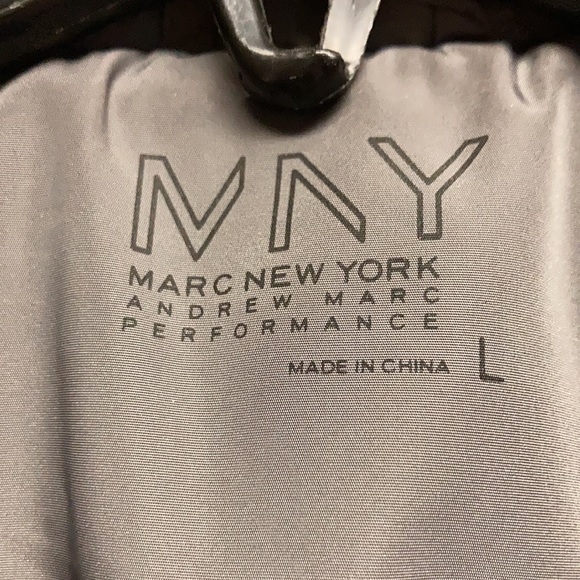 MNY
MARC NEW YORK
ANDREW MARC
PERFORMANCE
MADE IN CHINA L